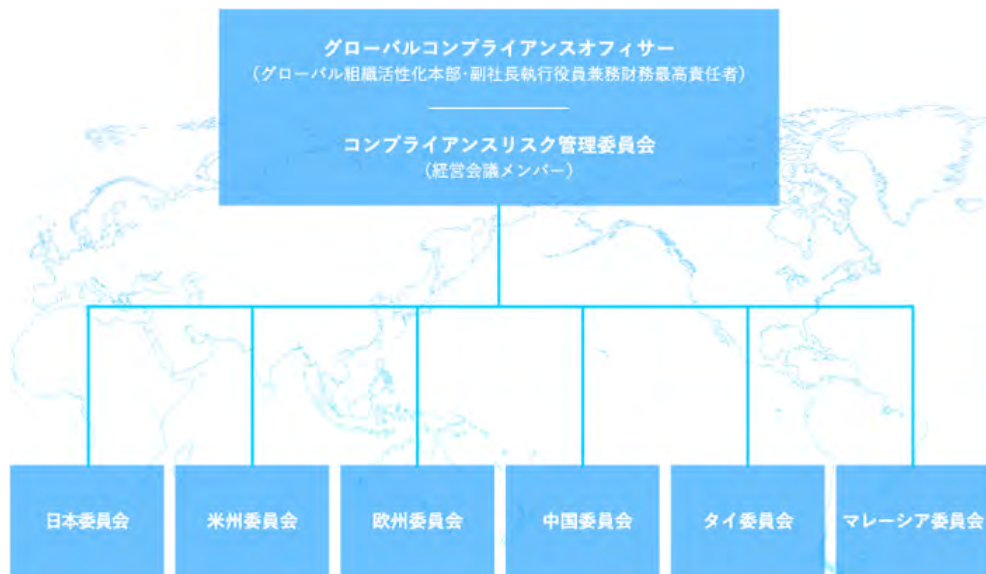 グローバルコンプライアンスオフィサー
（グローバル組織活性化本部・副社長執行役員兼務財務最高責任者）
コンプライアンスリスク管理委員会
（経営会議メンバー）
日本委員会
米州委員会
欧州委員会
中国委員会
タイ委員会
マレーシア委員会